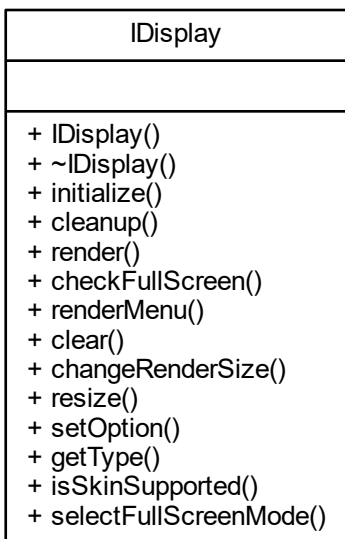 IDisplay
+ IDisplay()
+ ~IDisplay()
+ initialize()
+ cleanup()
+ render()
+ checkFullScreen()
+ renderMenu()
+ clear()
+ changeRenderSize()
+ resize()
+ setOption()
+ getType()
+ isSkinSupported()
+ selectFullScreenMode()